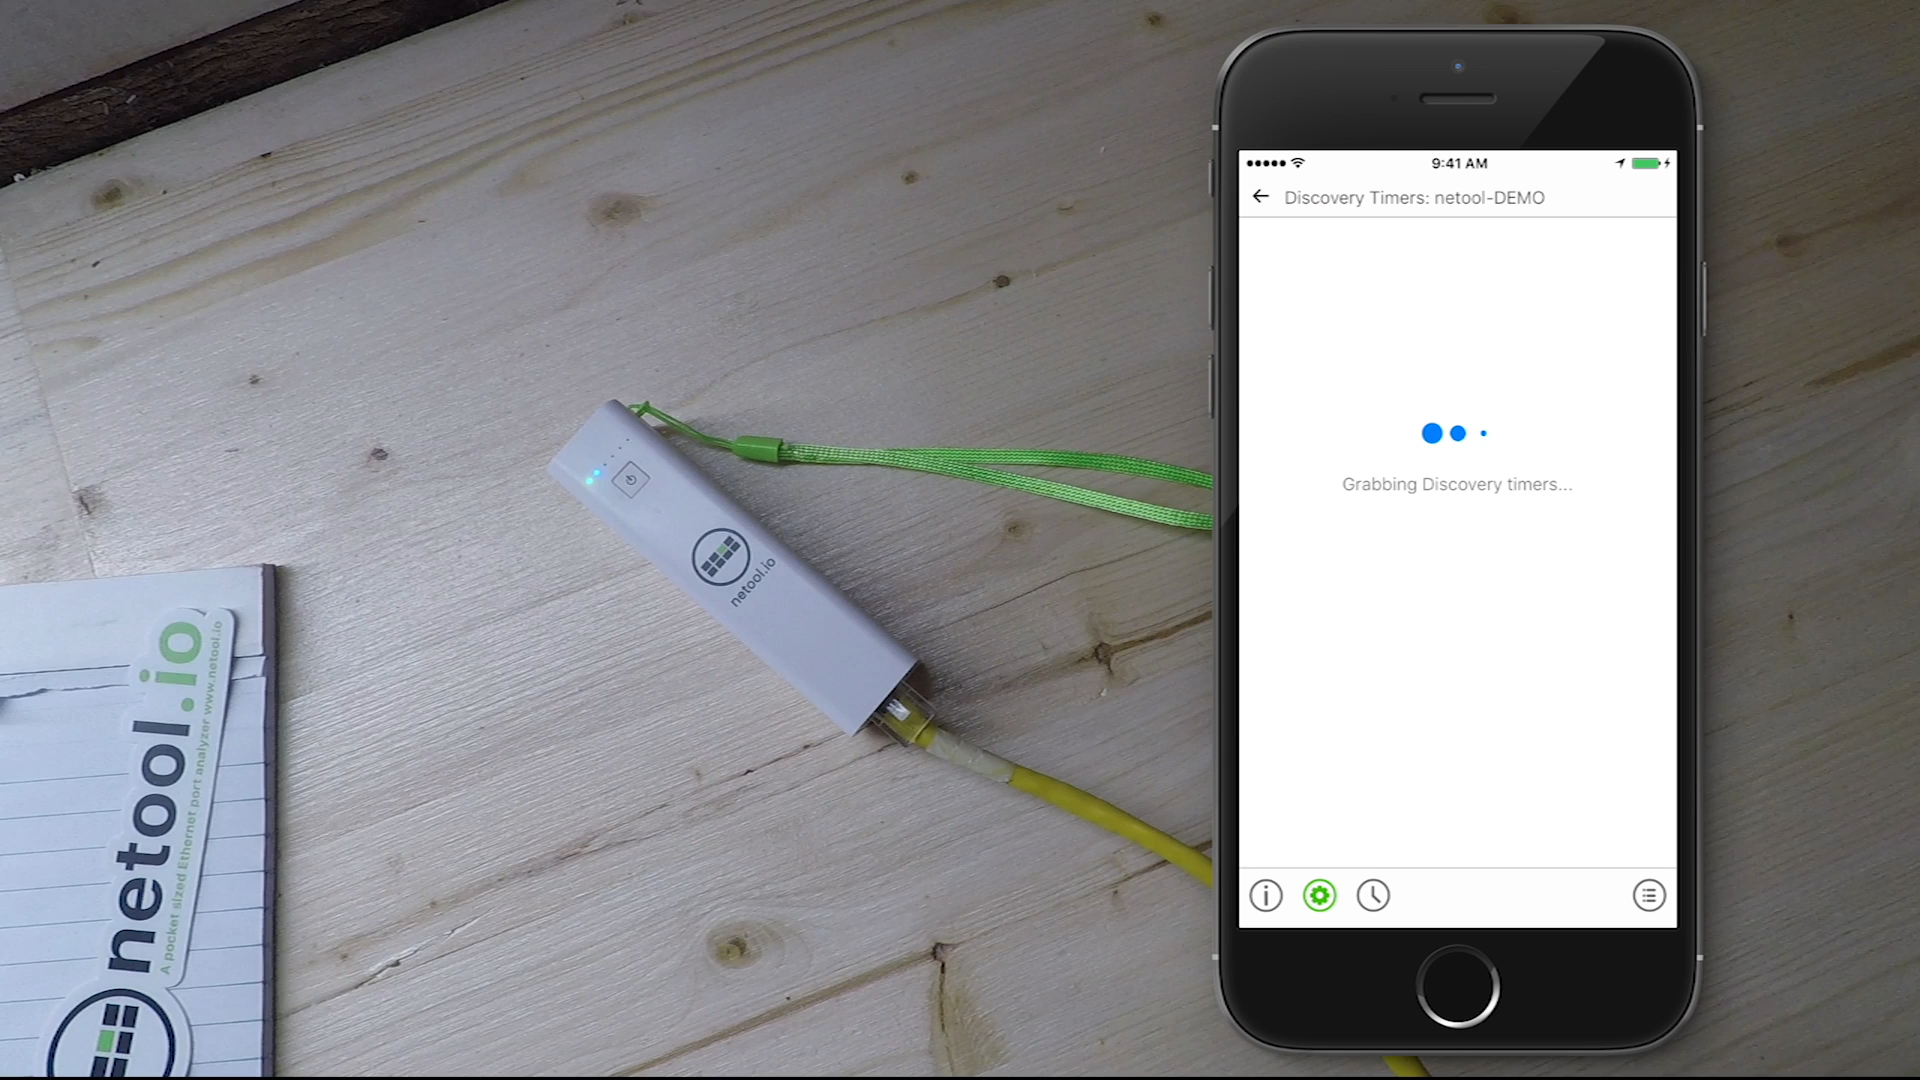 9:41 AM
Discovery Timers: netool-DEMO
Grabbing Discovery timers...
netool.io
netool.io
A pocket sized Ethernet port analyzer www.netool.io